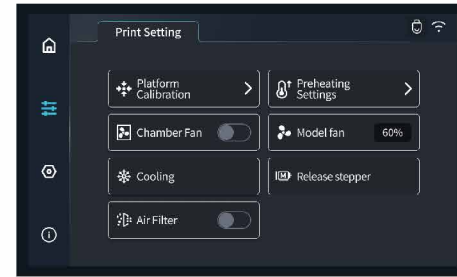 Print Setting
Platform
Calibration
Preheating
Settings
Chamber Fan
Model fan
60%
Cooling
Release stepper
Air Filter